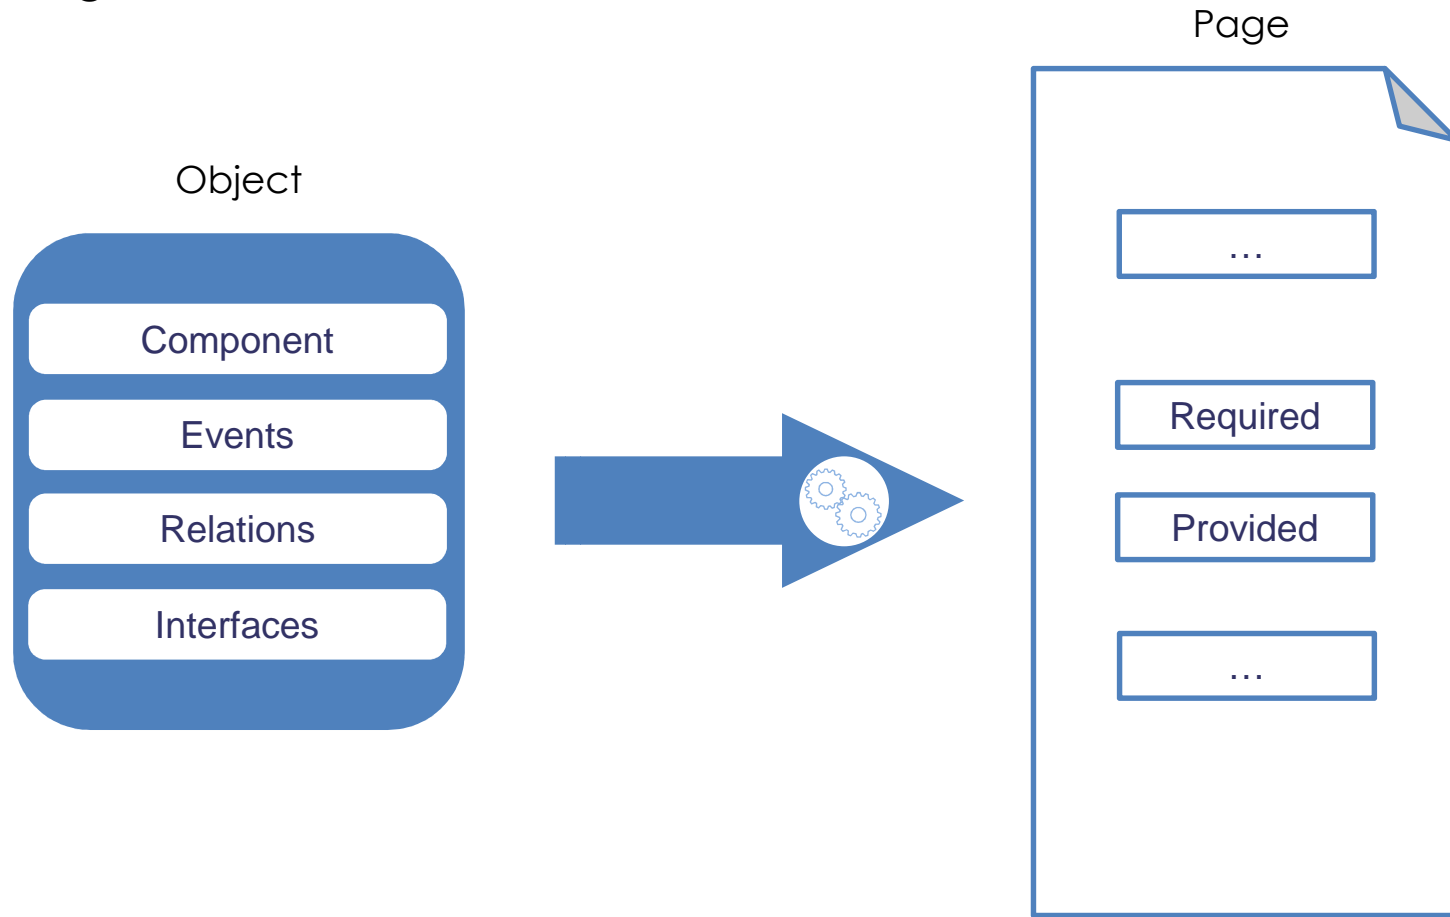 Page
Object
...
Component
Required
Events
Provided
Relations
Interfaces
...